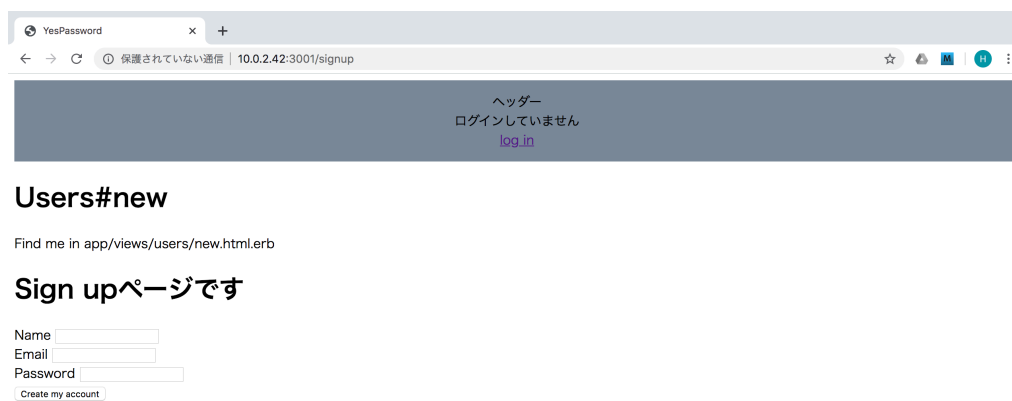 YesPassword
保護されていない通信 10.0.2.42:3001/signup
M
H
ヘッダー
ログインしていません
log in
Users#new
Find me in app/views/users/new.html.erb
Sign upページです
Name
Email
Password
Create my account